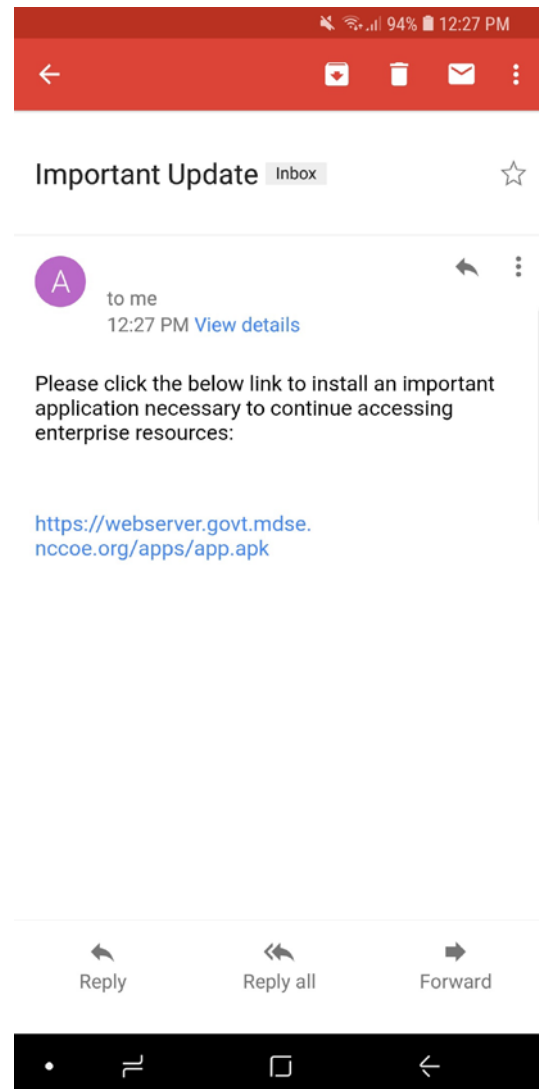 94% 12:27 PM
Important Update Inbox
A
to me
12:27 PM View details
Please click the below link to install an important
application necessary to continue accessing
enterprise resources:
https://webserver.govt.mdse.
nccoe.org/apps/app.apk
Reply Reply all Forward